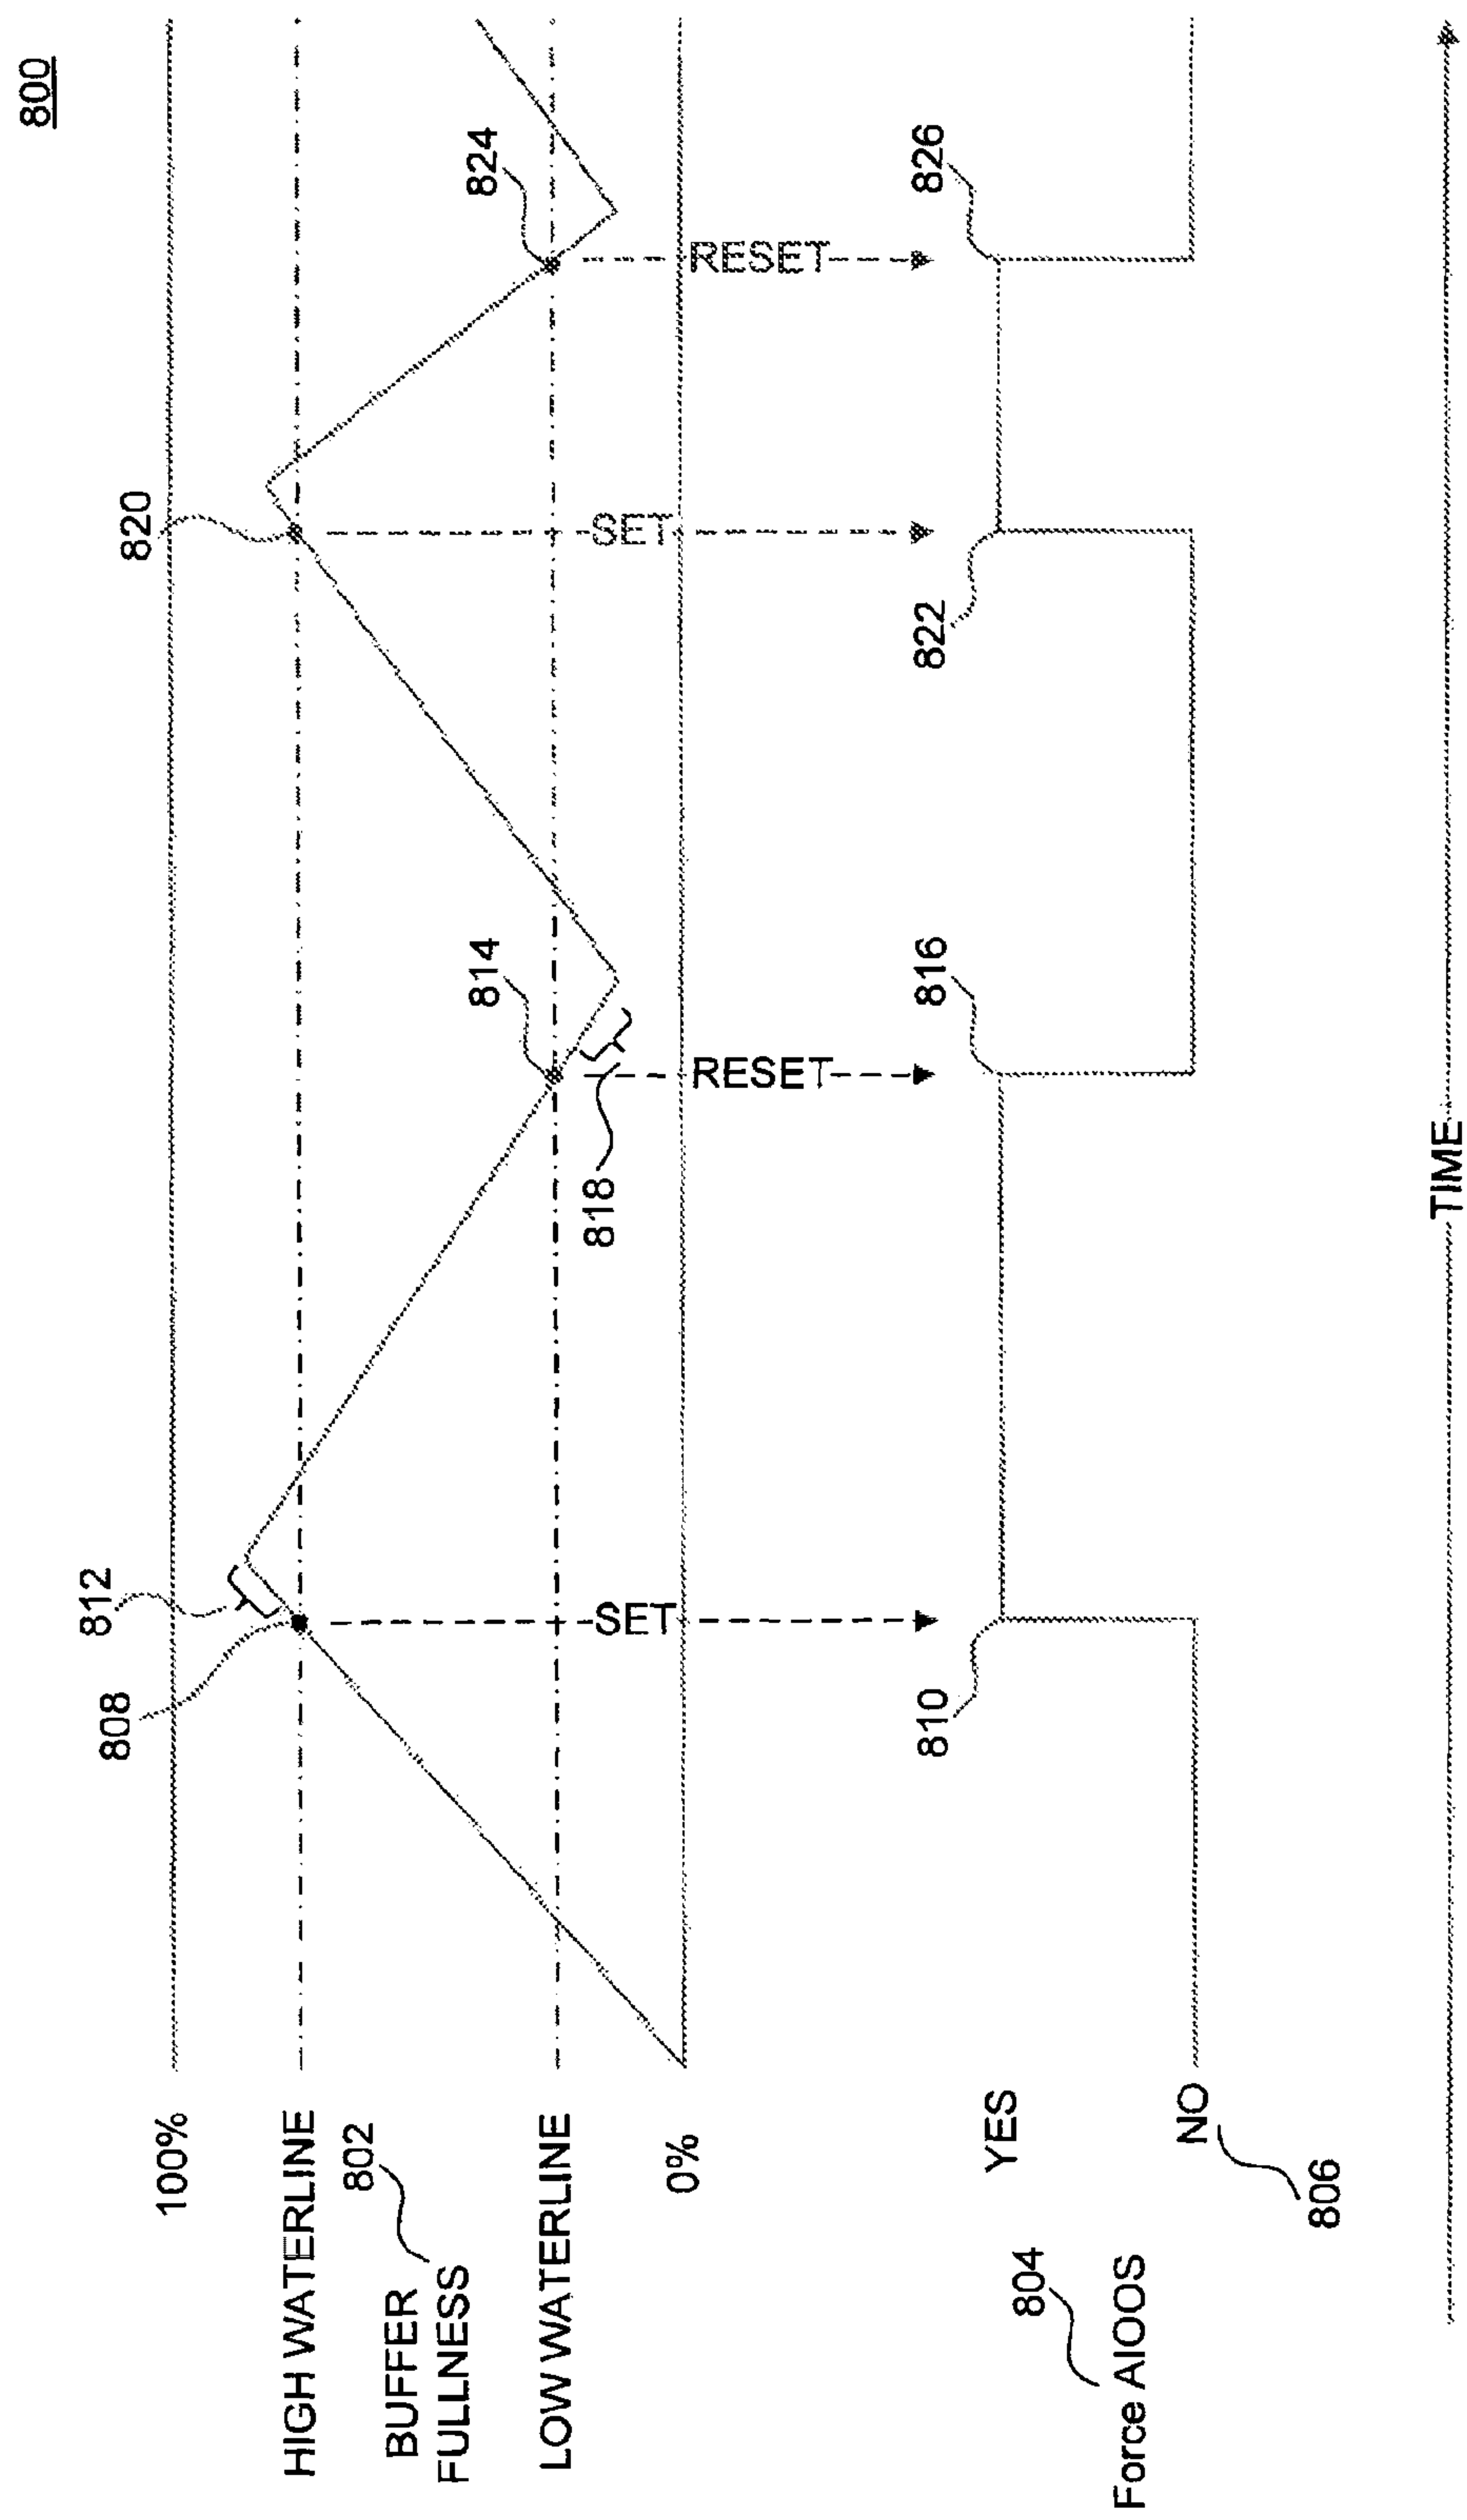 800
820
824
812
808
814
100%
HIGH WATERLINE
802
BUFFER
FULLNESS
LOW WATERLINE
818
0%
SET
RESET
SET
RESET
810
816
822
826
YES
804
Force AIOOS
NO
806
TIME